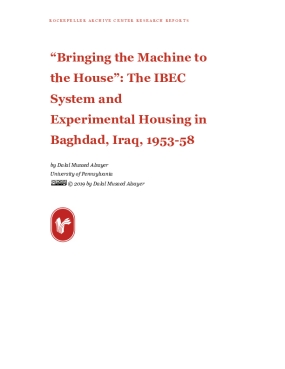 ROCKEFELLER ARCHIVE CENTER RESEARCH REPORTS
“Bringing the Machine to
the House”: The IBEC
System and
Experimental Housing in
Baghdad, Iraq, 1953-58
by Dalal Musaed Alsayer
University of Pennsylvania
© 2019 by Dalal Musaed Alsayer